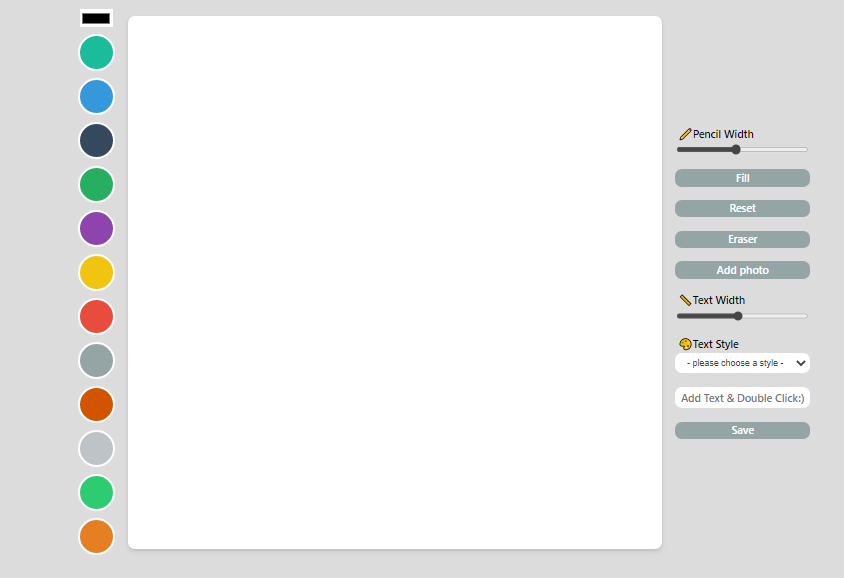 Pencil Width
Fill
Reset
Eraser
Add photo
Text Width
Text Style
- please choose a style -
Add Text & Double Click:)
Save